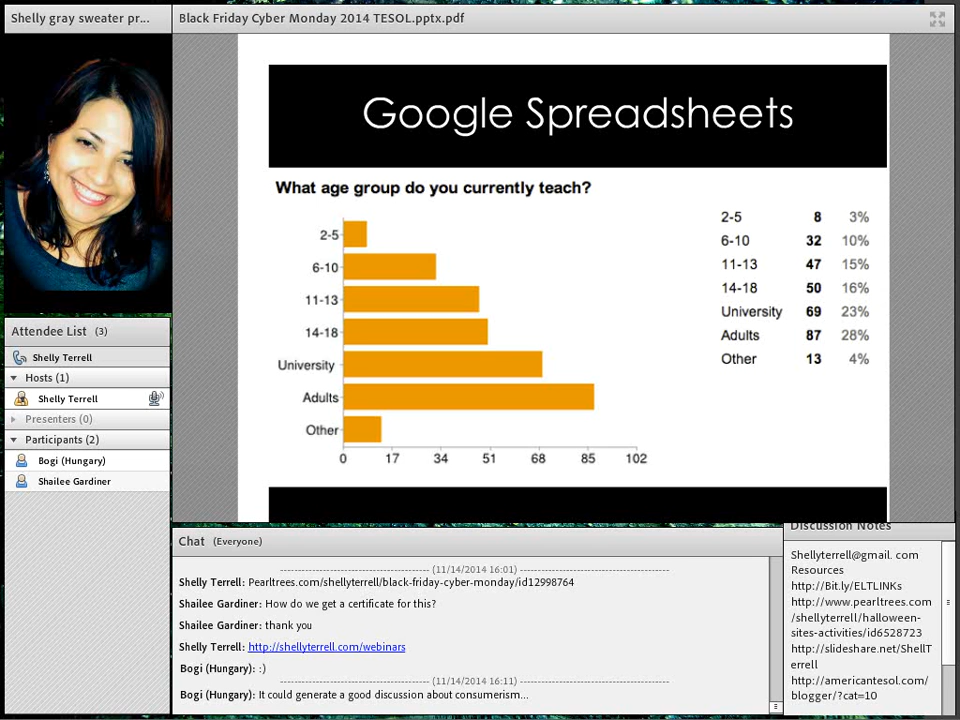 Shelly gray sweater pr...
Black Friday Cyber Monday 2014 TESOL.pptx.pdf
Google Spreadsheets
What age group do you currently teach?
2-5
6-10
11-13
14-18
University
Adults
Other
0 17 34 51 68 85 102
2-5 8 3%
6-10 32 10%
11-13 47 15%
14-18 50 16%
University 69 23%
Adults 87 28%
Other 13 4%
Attendee List (3)
Shelly Terrell
Hosts (1)
Shelly Terrell
Presenters (0)
Participants (2)
Bogi (Hungary)
Shailee Gardiner
Chat (Everyone)
(11/14/2014 16:01)
Shelly Terrell: Pearltrees.com/shellyterrell/black-friday-cyber-monday/id12998764
Shailee Gardiner: How do we get a certificate for this?
Shailee Gardiner: thank you
Shelly Terrell: http://shellyterrell.com/webinars
Bogi (Hungary): :)
(11/14/2014 16:11)
Bogi (Hungary): It could generate a good discussion about consumerism...
Discussion Notes
Shellyterrell@gmail. com
Resources
http://Bit.ly/ELTLINKs
http://www.pearltrees.com
/shellyterrell/halloween-
sites-activities/id6528723
http://slideshare.net/ShellT
errell
http://americantesol.com/
blogger/?cat=10